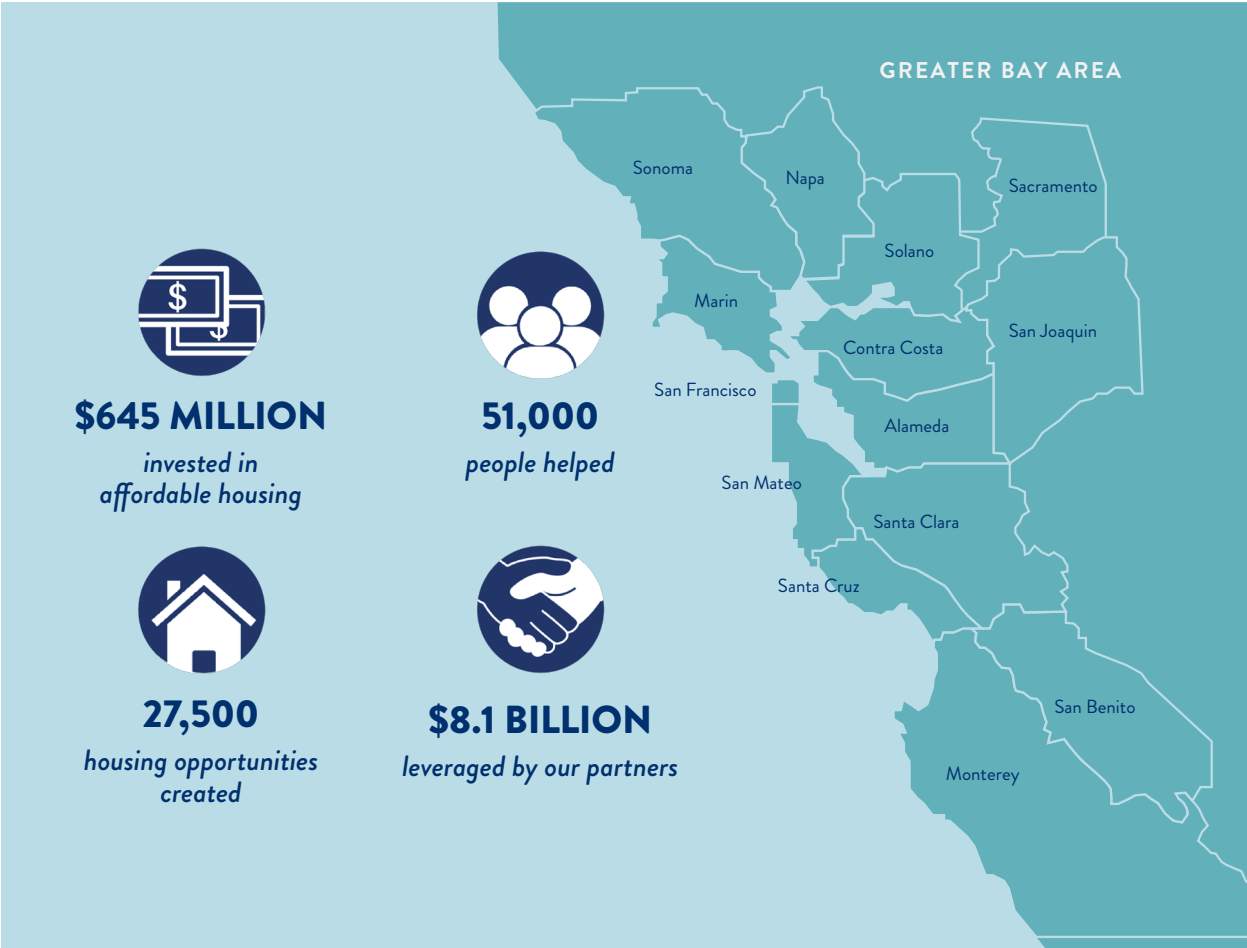 GREATER BAY AREA
Sonoma
Napa
Sacramento
Solano
Marin
San Joaquin
Contra Costa
San Francisco
Alameda
San Mateo
Santa Clara
Santa Cruz
San Benito
Monterey
$
$
$645 MILLION
invested in
affordable housing
51,000
people helped
27,500
housing opportunities
created
$8.1 BILLION
leveraged by our partners